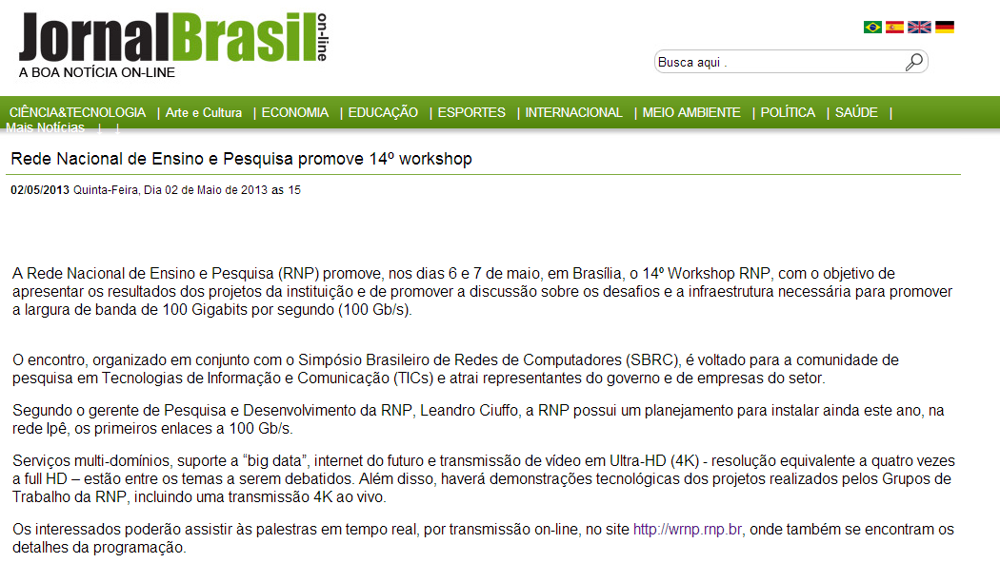 JornalBrasil on-line
A BOA NOTÍCIA ON-LINE
Busca aqui .
CIÊNCIA&TECNOLOGIA | Arte e Cultura | ECONOMIA | EDUCAÇÃO | ESPORTES | INTERNACIONAL | MEIO AMBIENTE | POLÍTICA | SAÚDE |
Mais Notícias | |
Rede Nacional de Ensino e Pesquisa promove 14º workshop
02/05/2013 Quinta-Feira, Dia 02 de Maio de 2013 as 15
A Rede Nacional de Ensino e Pesquisa (RNP) promove, nos dias 6 e 7 de maio, em Brasília, o 14º Workshop RNP, com o objetivo de
apresentar os resultados dos projetos da instituição e de promover a discussão sobre os desafios e a infraestrutura necessária para promover
a largura de banda de 100 Gigabits por segundo (100 Gb/s).
O encontro, organizado em conjunto com o Simpósio Brasileiro de Redes de Computadores (SBRC), é voltado para a comunidade de
pesquisa em Tecnologias de Informação e Comunicação (TICs) e atrai representantes do governo e de empresas do setor.
Segundo o gerente de Pesquisa e Desenvolvimento da RNP, Leandro Ciuffo, a RNP possui um planejamento para instalar ainda este ano, na
rede Ipê, os primeiros enlaces a 100 Gb/s.
Serviços multi-domínios, suporte a “big data”, internet do futuro e transmissão de vídeo em Ultra-HD (4K) - resolução equivalente a quatro vezes
a full HD – estão entre os temas a serem debatidos. Além disso, haverá demonstrações tecnológicas dos projetos realizados pelos Grupos de
Trabalho da RNP, incluindo uma transmissão 4K ao vivo.
Os interessados poderão assistir às palestras em tempo real, por transmissão on-line, no site http://wrnp.rnp.br, onde também se encontram os
detalhes da programação.